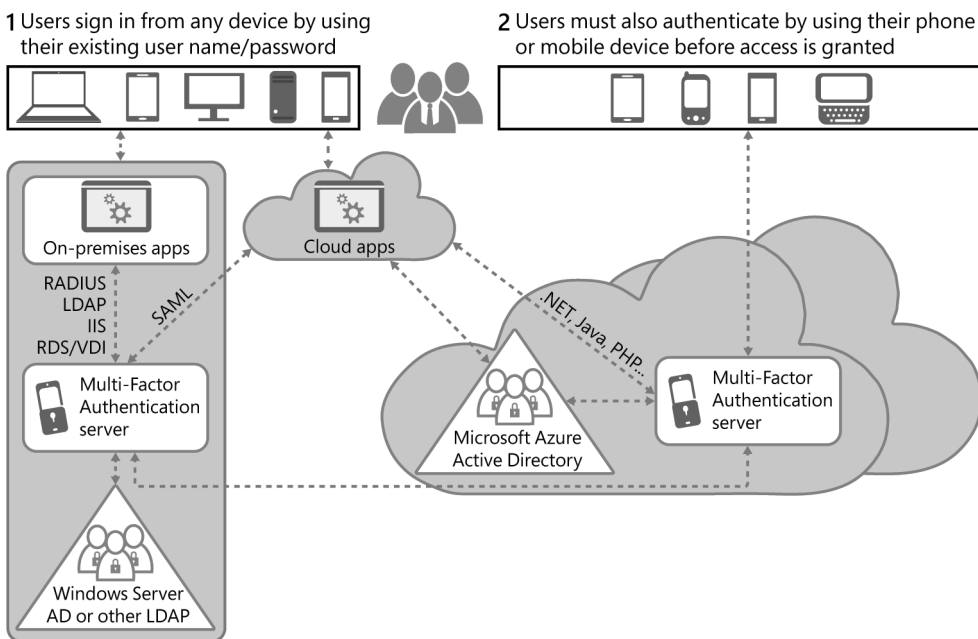 1 Users sign in from any device by using
their existing user name/password
2 Users must also authenticate by using their phone
or mobile device before access is granted
On-premises apps
Cloud apps
RADIUS
LDAP
IIS
RDS/VDI
SAML
.NET, Java, PHP...
Multi-Factor
Authentication
server
Microsoft Azure
Active Directory
Multi-Factor
Authentication
server
Windows Server
AD or other LDAP